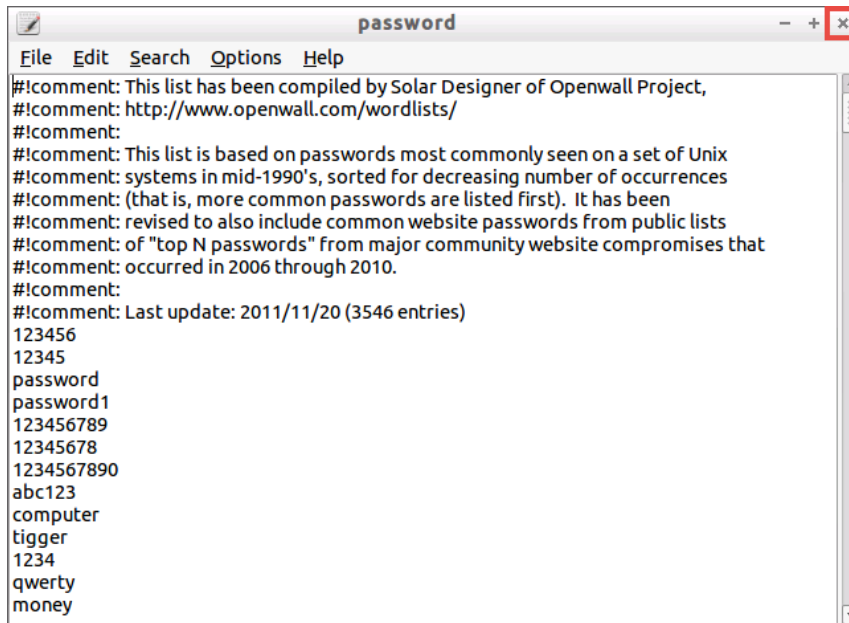 password
File Edit Search Options Help
#!comment: This list has been compiled by Solar Designer of Openwall Project,
#!comment: http://www.openwall.com/wordlists/
#!comment:
#!comment: This list is based on passwords most commonly seen on a set of Unix
#!comment: systems in mid-1990's, sorted for decreasing number of occurrences
#!comment: (that is, more common passwords are listed first).  It has been
#!comment: revised to also include common website passwords from public lists
#!comment: of "top N passwords" from major community website compromises that
#!comment: occurred in 2006 through 2010.
#!comment:
#!comment: Last update: 2011/11/20 (3546 entries)
123456
12345
password
password1
123456789
12345678
1234567890
abc123
computer
tigger
1234
qwerty
money